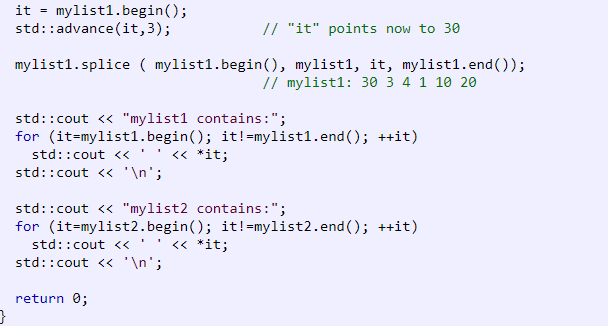 it = mylist1.begin();
std::advance(it,3);            // "it" points now to 30
mylist1.splice ( mylist1.begin(), mylist1, it, mylist1.end());
                                // mylist1: 30 3 4 1 10 20
std::cout << "mylist1 contains:";
for (it=mylist1.begin(); it!=mylist1.end(); ++it)
  std::cout << ' ' << *it;
std::cout << '\n';
std::cout << "mylist2 contains:";
for (it=mylist2.begin(); it!=mylist2.end(); ++it)
  std::cout << ' ' << *it;
std::cout << '\n';
return 0;
}